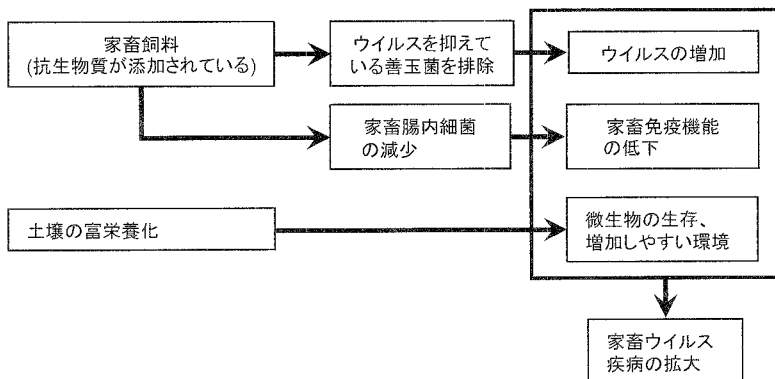 家畜飼料
(抗生物質が添加されている)
ウイルスを抑えて
いる善玉菌を排除
ウイルスの増加
家畜腸内細菌
の減少
家畜免疫機能
の低下
土壌の富栄養化
微生物の生存、
増加しやすい環境
家畜ウイルス
疾病の拡大